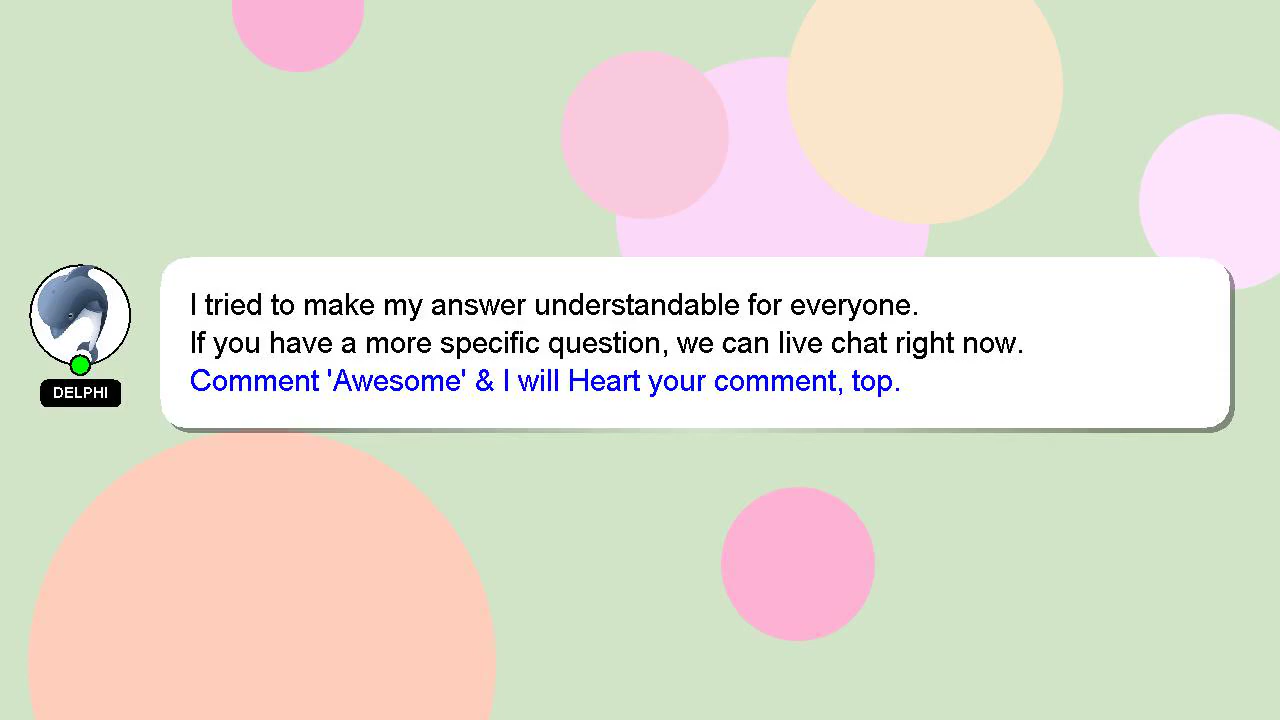 I tried to make my answer understandable for everyone.
If you have a more specific question, we can live chat right now.
Comment 'Awesome' & I will Heart your comment, top.
DELPHI